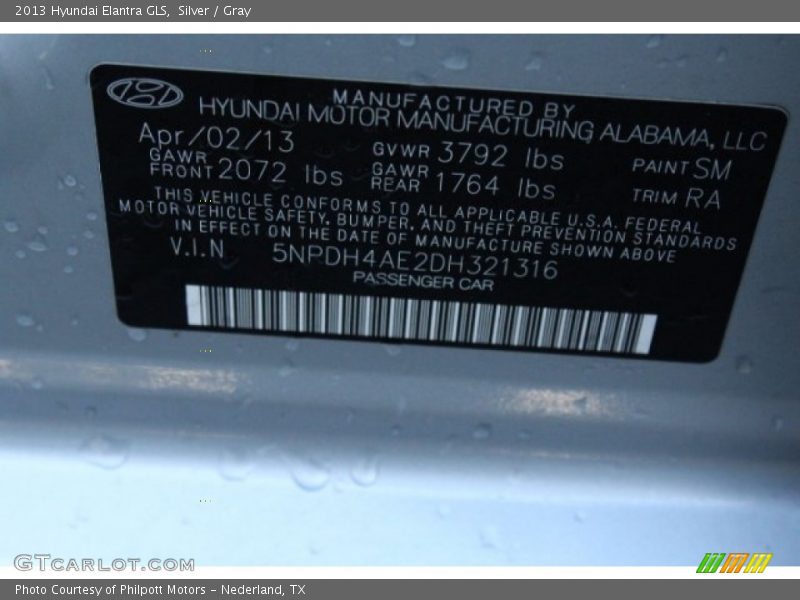 2013 Hyundai Elantra GLS,  Silver / Gray
MANUFACTURED BY
HYUNDAI MOTOR MANUFACTURING ALABAMA, LLC
Apr/02/13 GVWR 3792 lbs PAINT SM
GAWR FRONT 2072 lbs GAWR REAR 1764 lbs TRIM RA
THIS VEHICLE CONFORMS TO ALL APPLICABLE U.S.A. FEDERAL
MOTOR VEHICLE SAFETY, BUMPER, AND THEFT PREVENTION STANDARDS
IN EFFECT ON THE DATE OF MANUFACTURE SHOWN ABOVE
V.I.N 5NPDH4AE2DH321316
PASSENGER CAR
GTCARLOT.COM
Photo Courtesy of Philpott Motors - Nederland, TX